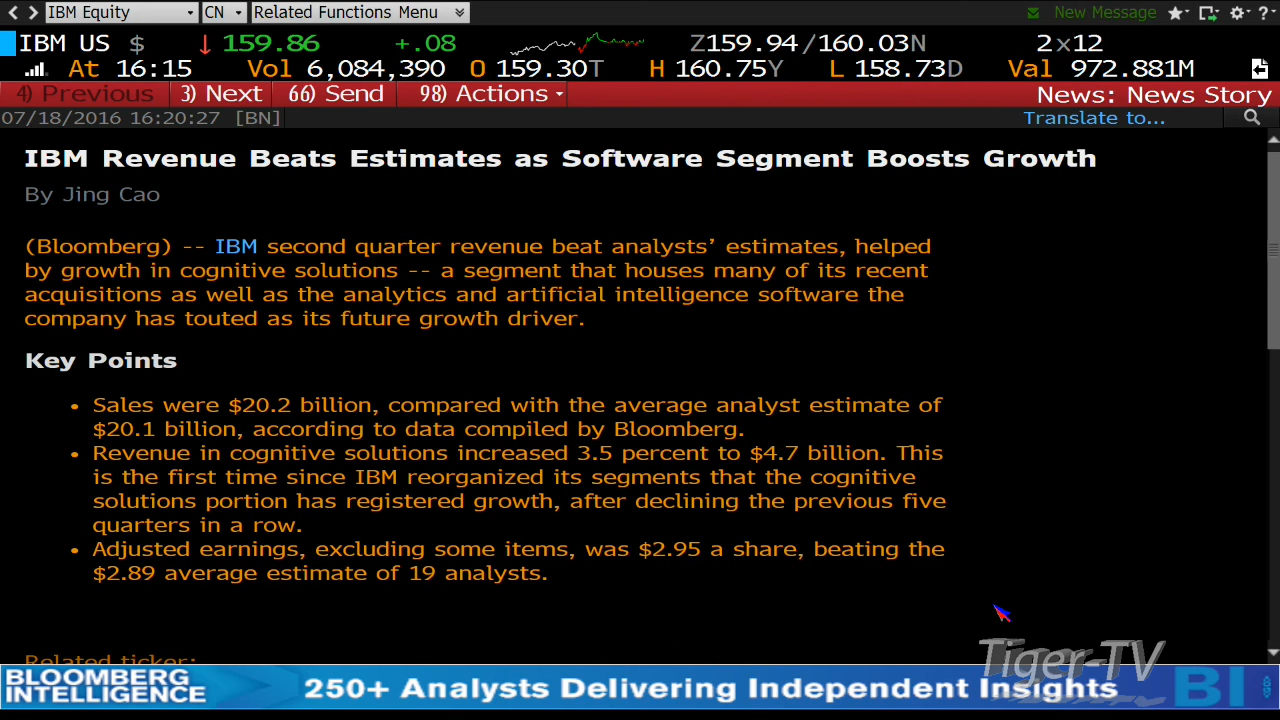 IBM Equity CN Related Functions Menu New Message
IBM US $ ↓ 159.86 +.08 Z159.94/160.03N 2x12
At 16:15 Vol 6,084,390 O 159.30T H 160.75Y L 158.73D Val 972.881M
4) Previous 3) Next 66) Send 98) Actions News: News Story
07/18/2016 16:20:27 [BN] Translate to...
IBM Revenue Beats Estimates as Software Segment Boosts Growth
By Jing Cao
(Bloomberg) -- IBM second quarter revenue beat analysts’ estimates, helped
by growth in cognitive solutions -- a segment that houses many of its recent
acquisitions as well as the analytics and artificial intelligence software the
company has touted as its future growth driver.
Key Points
• Sales were $20.2 billion, compared with the average analyst estimate of
$20.1 billion, according to data compiled by Bloomberg.
• Revenue in cognitive solutions increased 3.5 percent to $4.7 billion. This
is the first time since IBM reorganized its segments that the cognitive
solutions portion has registered growth, after declining the previous five
quarters in a row.
• Adjusted earnings, excluding some items, was $2.95 a share, beating the
$2.89 average estimate of 19 analysts.
Related ticker:
Tiger-TV
BLOOMBERG
INTELLIGENCE
250+ Analysts Delivering Independent Insights
BI